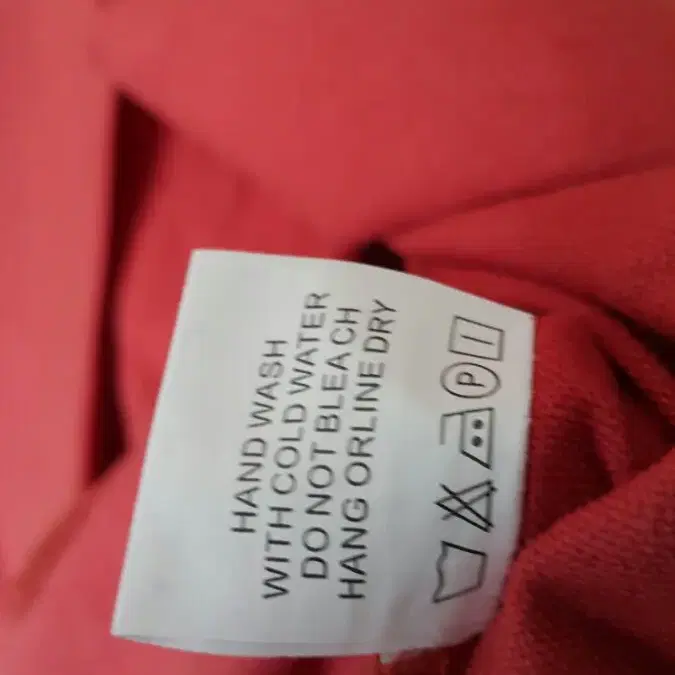 HAND WASH
WITH COLD WATER
DO NOT BLEACH
HANG ORLINE DRY
P